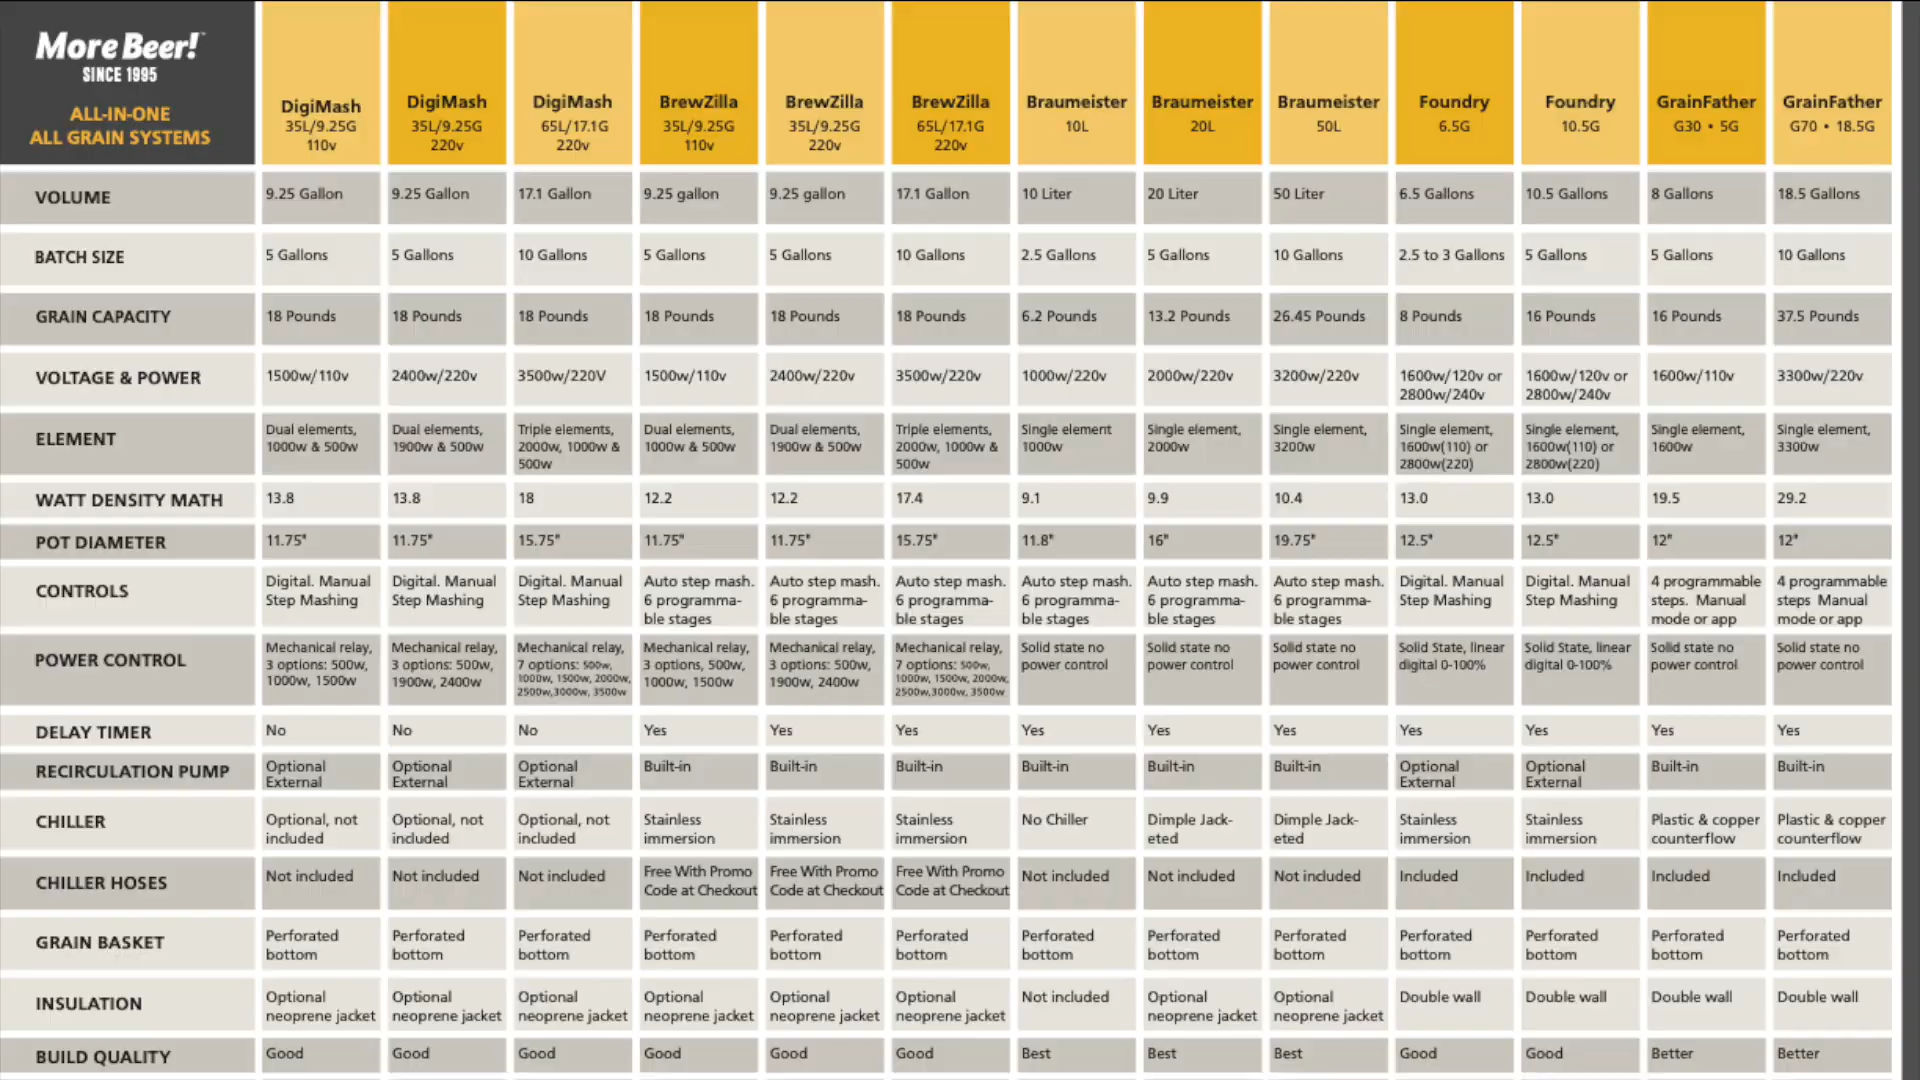 More Beer!
SINCE 1995
ALL-IN-ONE
ALL GRAIN SYSTEMS
DigiMash 35L/9.25G 110v
DigiMash 35L/9.25G 220v
DigiMash 65L/17.1G 220v
BrewZilla 35L/9.25G 110v
BrewZilla 35L/9.25G 220v
BrewZilla 65L/17.1G 220v
Braumeister 10L
Braumeister 20L
Braumeister 50L
Foundry 6.5G
Foundry 10.5G
GrainFather G30 • 5G
GrainFather G70 • 18.5G
VOLUME 9.25 Gallon 9.25 Gallon 17.1 Gallon 9.25 gallon 9.25 gallon 17.1 Gallon 10 Liter 20 Liter 50 Liter 6.5 Gallons 10.5 Gallons 8 Gallons 18.5 Gallons
BATCH SIZE 5 Gallons 5 Gallons 10 Gallons 5 Gallons 5 Gallons 10 Gallons 2.5 Gallons 5 Gallons 10 Gallons 2.5 to 3 Gallons 5 Gallons 5 Gallons 10 Gallons
GRAIN CAPACITY 18 Pounds 18 Pounds 18 Pounds 18 Pounds 18 Pounds 18 Pounds 6.2 Pounds 13.2 Pounds 26.45 Pounds 8 Pounds 16 Pounds 16 Pounds 37.5 Pounds
VOLTAGE & POWER 1500w/110v 2400w/220v 3500w/220V 1500w/110v 2400w/220v 3500w/220v 1000w/220v 2000w/220v 3200w/220v 1600w/120v or 2800w/240v 1600w/120v or 2800w/240v 1600w/110v 3300w/220v
ELEMENT Dual elements, 1000w & 500w Dual elements, 1900w & 500w Triple elements, 2000w, 1000w & 500w Dual elements, 1000w & 500w Dual elements, 1900w & 500w Triple elements, 2000w, 1000w & 500w Single element 1000w Single element, 2000w Single element, 3200w Single element, 1600w(110) or 2800w(220) Single element, 1600w(110) or 2800w(220) Single element, 1600w Single element, 3300w
WATT DENSITY MATH 13.8 13.8 18 12.2 12.2 17.4 9.1 9.9 10.4 13.0 13.0 19.5 29.2
POT DIAMETER 11.75" 11.75" 15.75" 11.75" 11.75" 15.75" 11.8" 16" 19.75" 12.5" 12.5" 12" 12"
CONTROLS Digital. Manual Step Mashing Digital. Manual Step Mashing Digital. Manual Step Mashing Auto step mash. 6 programma-ble stages Auto step mash. 6 programma-ble stages Auto step mash. 6 programma-ble stages Auto step mash. 6 programma-ble stages Auto step mash. 6 programma-ble stages Auto step mash. 6 programma-ble stages Digital. Manual Step Mashing Digital. Manual Step Mashing 4 programmable steps. Manual mode or app 4 programmable steps Manual mode or app
POWER CONTROL Mechanical relay, 3 options: 500w, 1000w, 1500w Mechanical relay, 3 options: 500w, 1900w, 2400w Mechanical relay, 7 options: 500w, 1000w, 1500w, 2000w, 2500w,3000w, 3500w Mechanical relay, 3 options, 500w, 1000w, 1500w Mechanical relay, 3 options: 500w, 1900w, 2400w Mechanical relay, 7 options: 500w, 1000w, 1500w, 2000w, 2500w,3000w, 3500w Solid state no power control Solid state no power control Solid state no power control Solid State, linear digital 0-100% Solid State, linear digital 0-100% Solid state no power control Solid state no power control
DELAY TIMER No No No Yes Yes Yes Yes Yes Yes Yes Yes Yes Yes
RECIRCULATION PUMP Optional External Optional External Optional External Built-in Built-in Built-in Built-in Built-in Built-in Optional External Optional External Built-in Built-in
CHILLER Optional, not included Optional, not included Optional, not included Stainless immersion Stainless immersion Stainless immersion No Chiller Dimple Jack-eted Dimple Jack-eted Stainless immersion Stainless immersion Plastic & copper counterflow Plastic & copper counterflow
CHILLER HOSES Not included Not included Not included Free With Promo Code at Checkout Free With Promo Code at Checkout Free With Promo Code at Checkout Not included Not included Not included Included Included Included Included
GRAIN BASKET Perforated bottom Perforated bottom Perforated bottom Perforated bottom Perforated bottom Perforated bottom Perforated bottom Perforated bottom Perforated bottom Perforated bottom Perforated bottom Perforated bottom Perforated bottom
INSULATION Optional neoprene jacket Optional neoprene jacket Optional neoprene jacket Optional neoprene jacket Optional neoprene jacket Optional neoprene jacket Not included Optional neoprene jacket Optional neoprene jacket Double wall Double wall Double wall Double wall
BUILD QUALITY Good Good Good Good Good Good Best Best Best Good Good Better Better